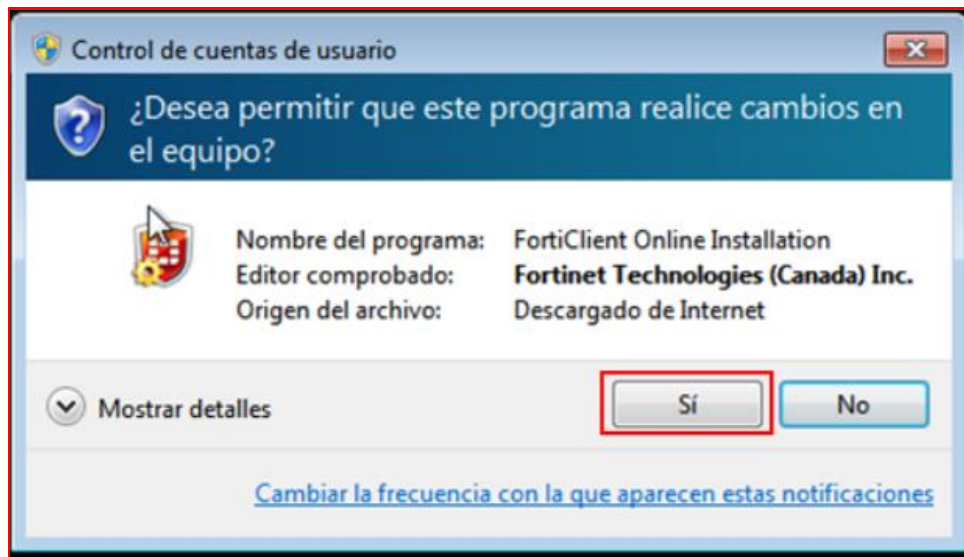 Control de cuentas de usuario
¿Desea permitir que este programa realice cambios en
el equipo?
Nombre del programa: FortiClient Online Installation
Editor comprobado: Fortinet Technologies (Canada) Inc.
Origen del archivo: Descargado de Internet
Mostrar detalles Sí No
Cambiar la frecuencia con la que aparecen estas notificaciones